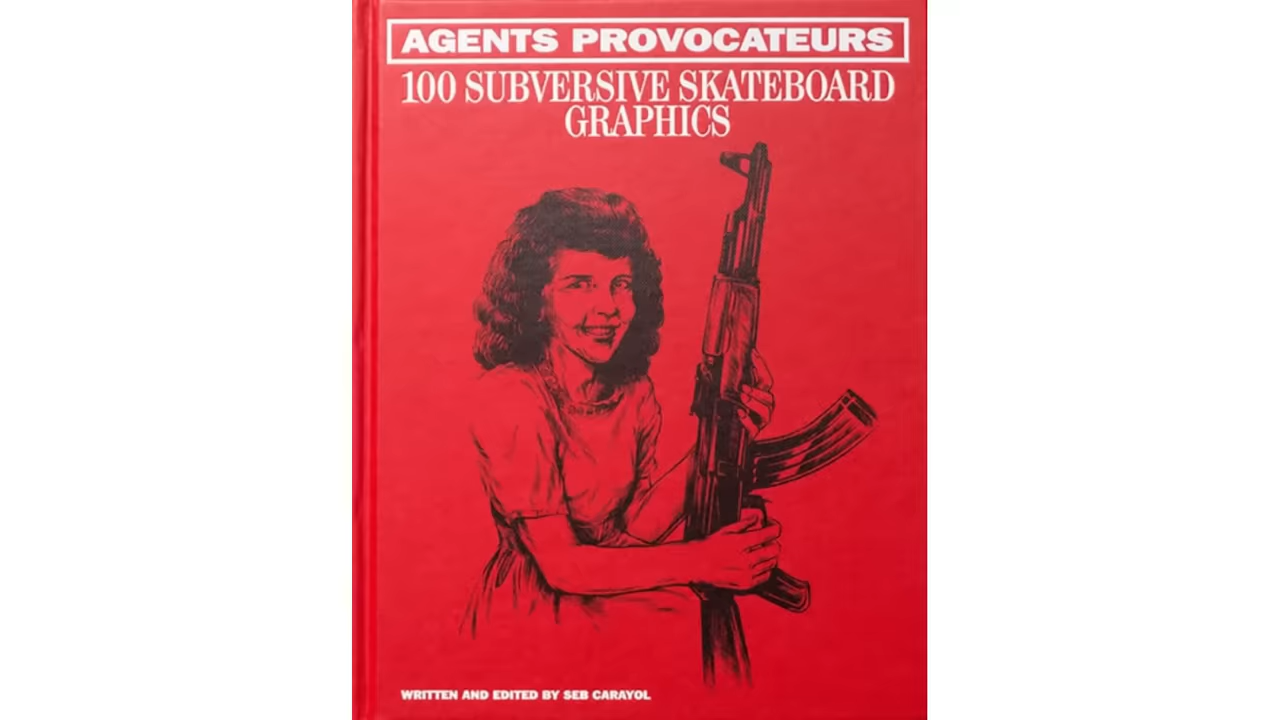 AGENTS PROVOCATEURS
100 SUBVERSIVE SKATEBOARD
GRAPHICS
WRITTEN AND EDITED BY SEB CARAYOL